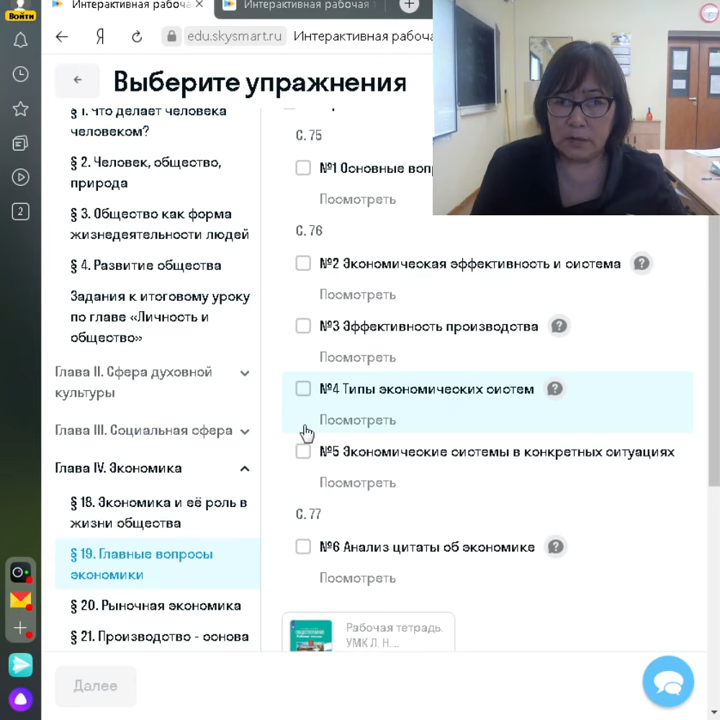 Интерактивная рабоча
Интерактивная рабочая т
Войти
Я
edu.skysmart.ru
Интерактивная рабоча
Выберите упражнения
§ 1. Что делает человека
человеком?
§ 2. Человек, общество,
природа
§ 3. Общество как форма
жизнедеятельности людей
§ 4. Развитие общества
Задания к итоговому уроку
по главе «Личность и
общество»
Глава II. Сфера духовной
культуры
Глава III. Социальная сфера
Глава IV. Экономика
§ 18. Экономика и её роль в
жизни общества
§ 19. Главные вопросы
экономики
§ 20. Рыночная экономика
§ 21. Производство - основа
Далее
2
С. 75
№1 Основные воп
Посмотреть
С. 76
№2 Экономическая эффективность и система ?
Посмотреть
№3 Эффективность производства ?
Посмотреть
№4 Типы экономических систем ?
Посмотреть
№5 Экономические системы в конкретных ситуациях
Посмотреть
С. 77
№6 Анализ цитаты об экономике ?
Посмотреть
Рабочая тетрадь.
УМК Л. Н....